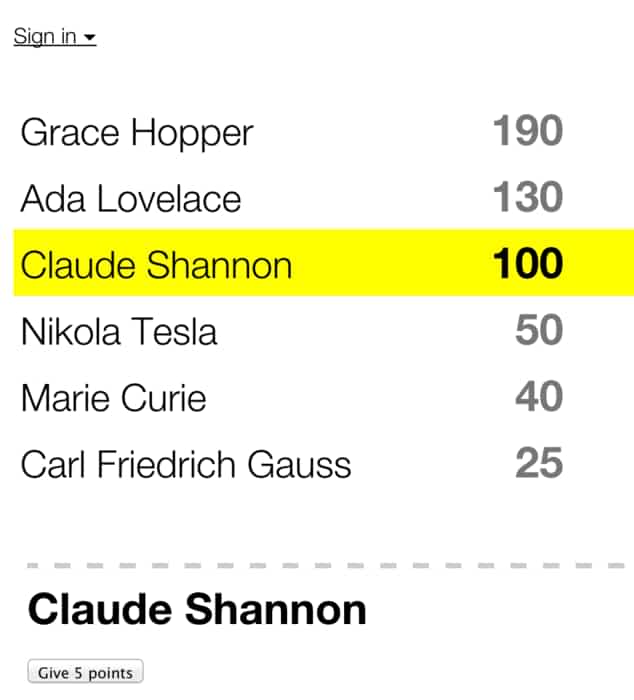 Sign in
Grace Hopper 190
Ada Lovelace 130
Claude Shannon 100
Nikola Tesla 50
Marie Curie 40
Carl Friedrich Gauss 25
Claude Shannon
Give 5 points